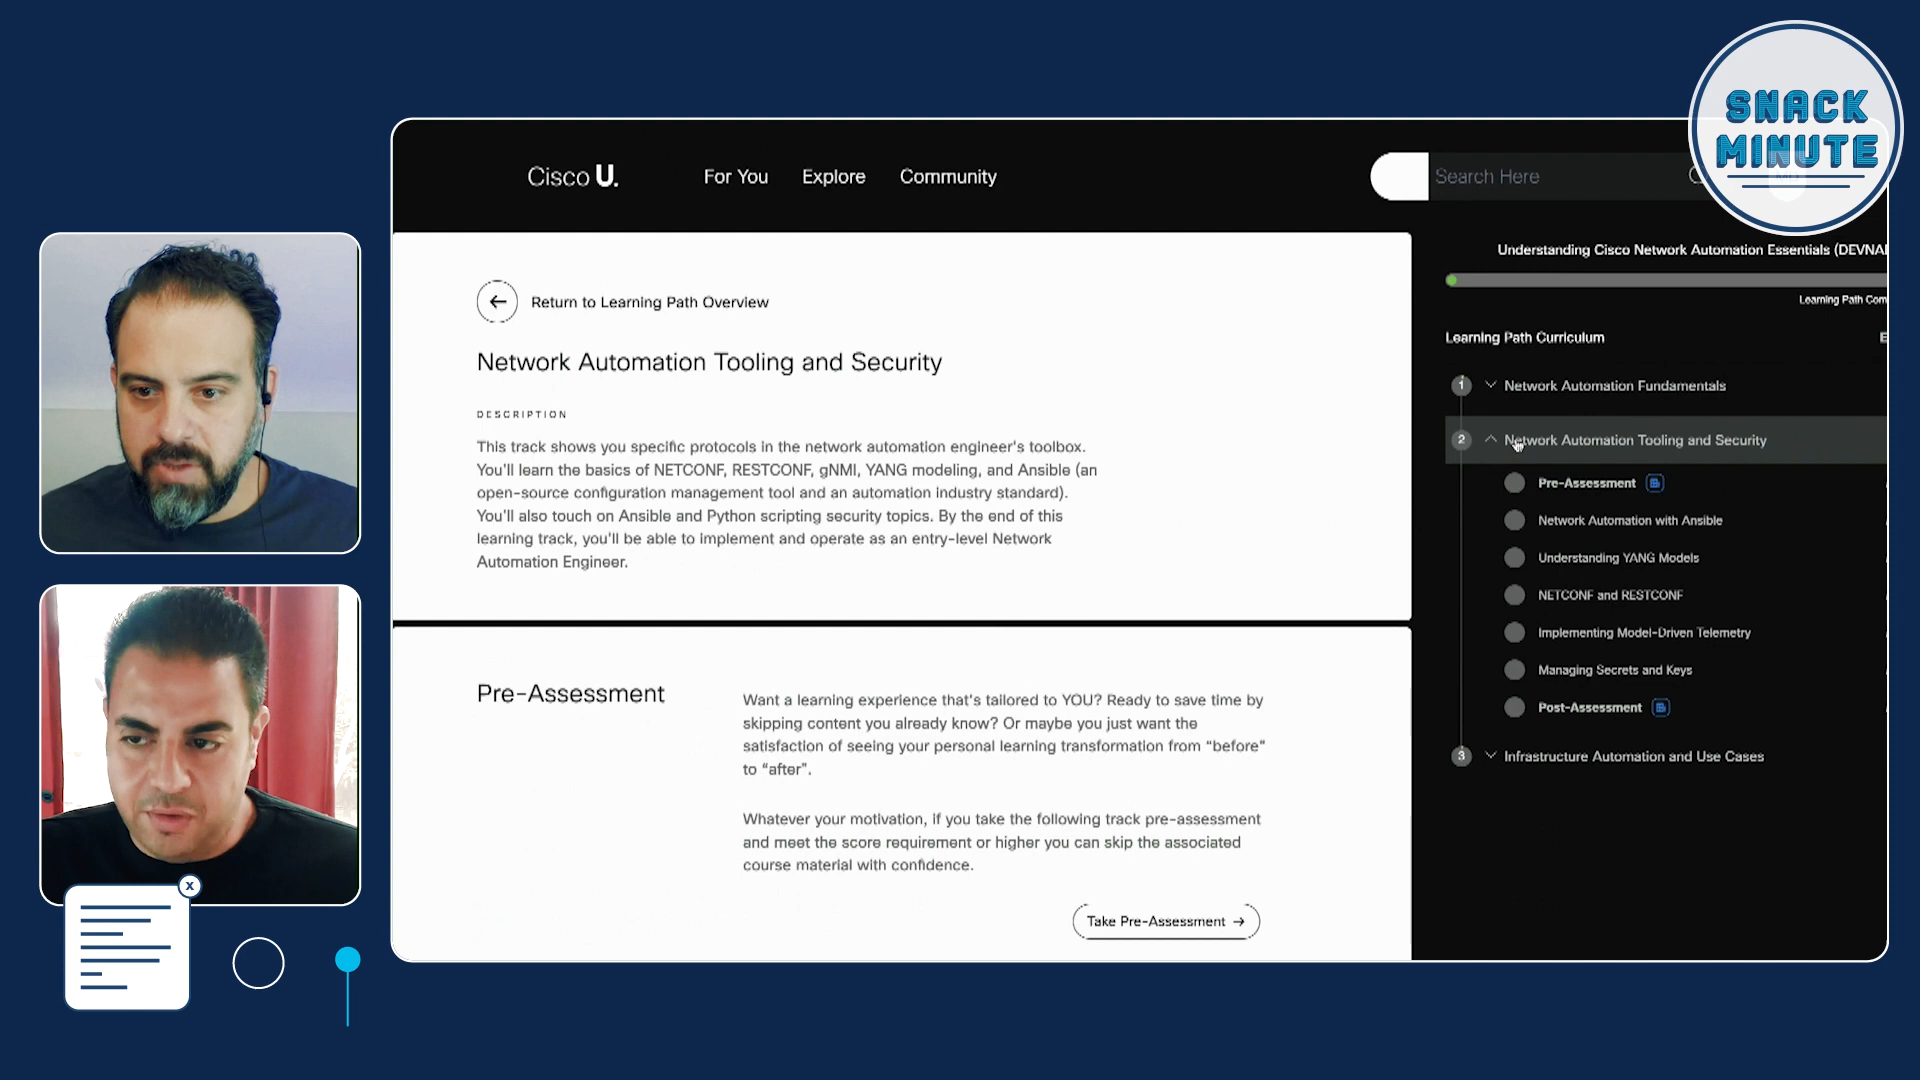 SNACK
MINUTE
Cisco U.
For You
Explore
Community
Search Here
Return to Learning Path Overview
Network Automation Tooling and Security
DESCRIPTION
This track shows you specific protocols in the network automation engineer's toolbox.
You'll learn the basics of NETCONF, RESTCONF, gNMI, YANG modeling, and Ansible (an
open-source configuration management tool and an automation industry standard).
You'll also touch on Ansible and Python scripting security topics. By the end of this
learning track, you'll be able to implement and operate as an entry-level Network
Automation Engineer.
Pre-Assessment
Want a learning experience that's tailored to YOU? Ready to save time by
skipping content you already know? Or maybe you just want the
satisfaction of seeing your personal learning transformation from “before”
to “after”.
Whatever your motivation, if you take the following track pre-assessment
and meet the score requirement or higher you can skip the associated
course material with confidence.
Take Pre-Assessment →
Understanding Cisco Network Automation Essentials (DEVNA
Learning Path Com
Learning Path Curriculum
1 Network Automation Fundamentals
2 Network Automation Tooling and Security
Pre-Assessment
Network Automation with Ansible
Understanding YANG Models
NETCONF and RESTCONF
Implementing Model-Driven Telemetry
Managing Secrets and Keys
Post-Assessment
3 Infrastructure Automation and Use Cases
x